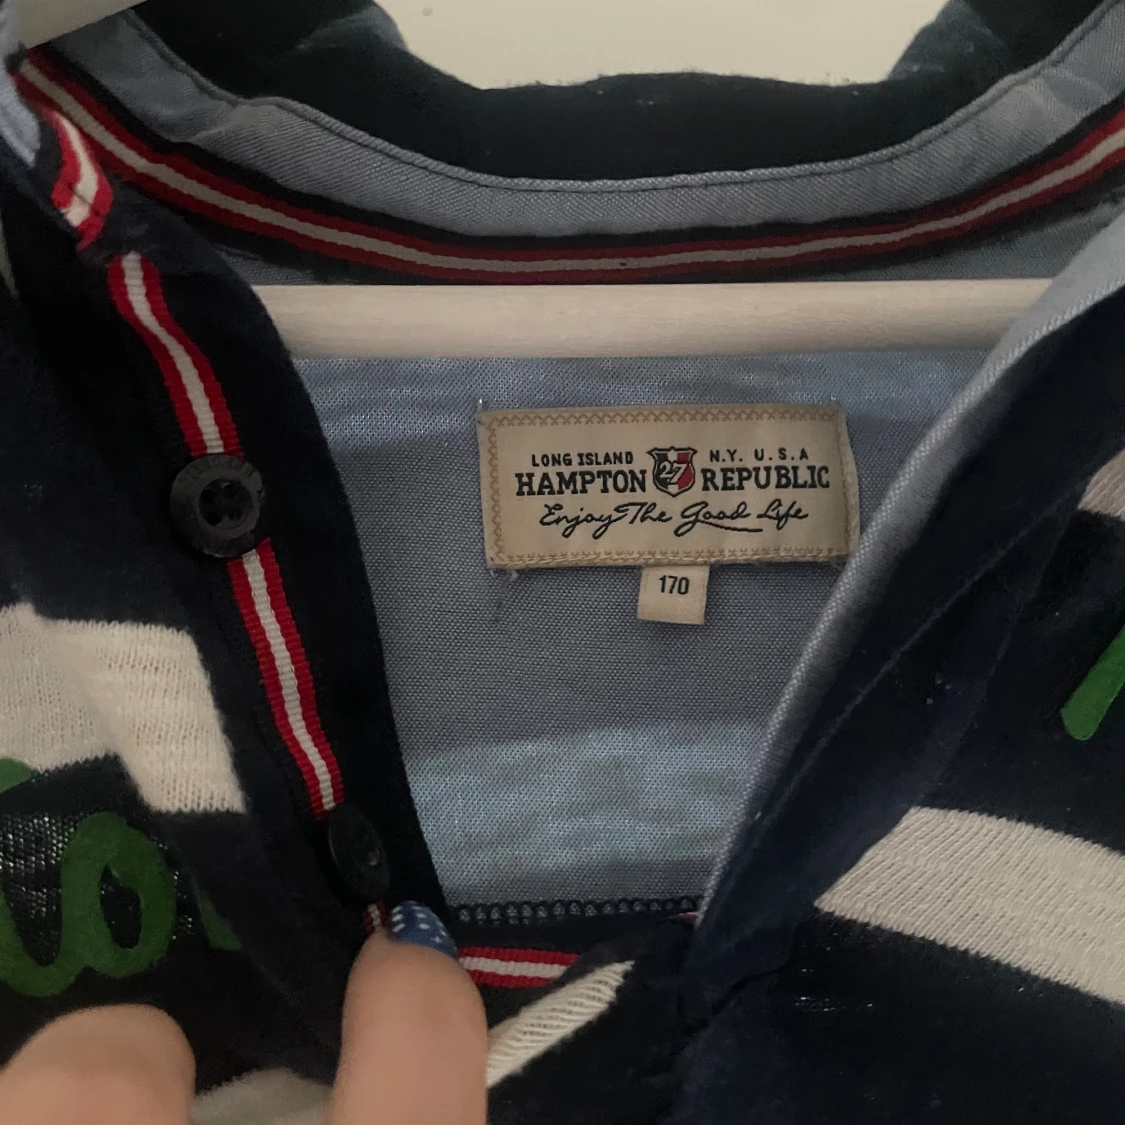 LONG ISLAND 27 N.Y. U.S.A
HAMPTON REPUBLIC
Enjoy The Good Life
170